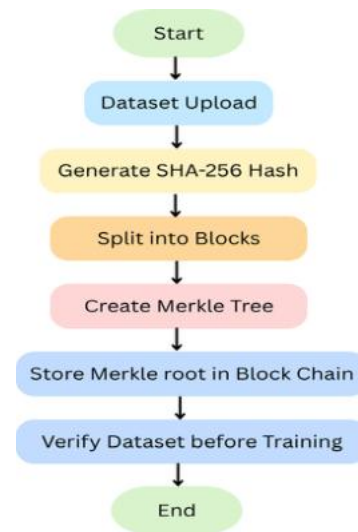 Start
Dataset Upload
Generate SHA-256 Hash
Split into Blocks
Create Merkle Tree
Store Merkle root in Block Chain
Verify Dataset before Training
End